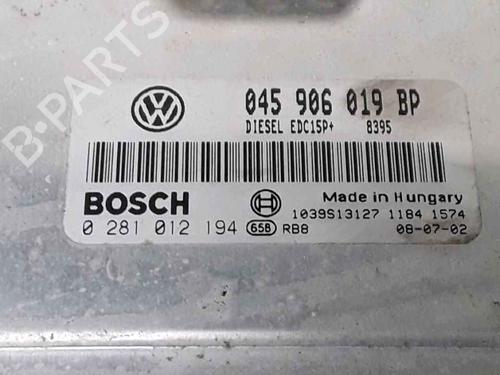 B-PARTS
045 906 019 BP
DIESEL EDC15P+ 8395
BOSCH
Made in Hungary
1039S13127 1184 1574
0 281 012 194 658 RB8 08-07-02